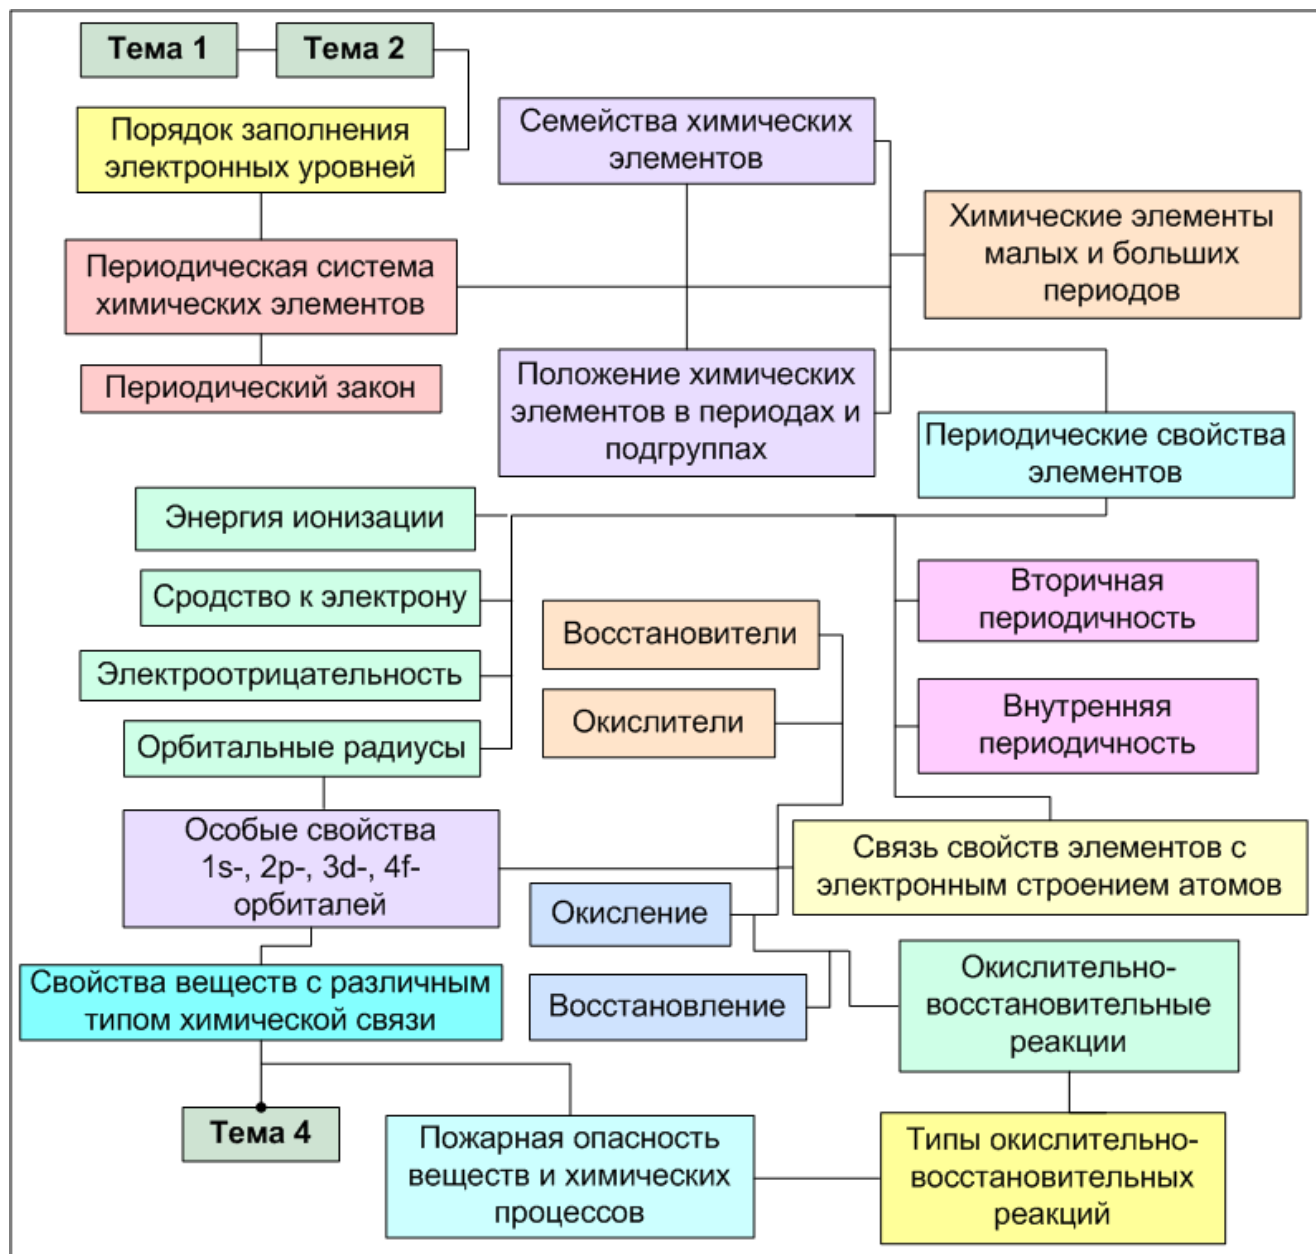 Тема 1
Тема 2
Порядок заполнения
электронных уровней
Семейства химических
элементов
Химические элементы
малых и больших
периодов
Периодическая система
химических элементов
Периодический закон
Положение химических
элементов в периодах и
подгруппах
Периодические свойства
элементов
Энергия ионизации
Сродство к электрону
Электроотрицательность
Орбитальные радиусы
Восстановители
Окислители
Вторичная
периодичность
Внутренняя
периодичность
Особые свойства
1s-, 2p-, 3d-, 4f-
орбиталей
Связь свойств элементов с
электронным строением атомов
Окисление
Восстановление
Свойства веществ с различным
типом химической связи
Окислительно-
восстановительные
реакции
Тема 4
Пожарная опасность
веществ и химических
процессов
Типы окислительно-
восстановительных
реакций